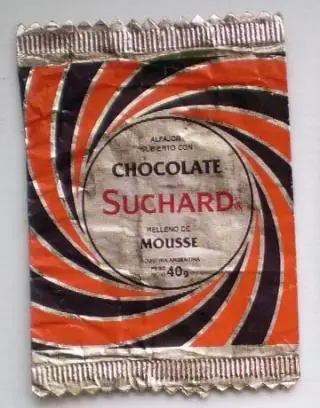 ALFAJOR
CUBIERTO CON
CHOCOLATE
SUCHARD
RELLENO DE
MOUSSE
INDUSTRIA ARGENTINA
PESO
40g